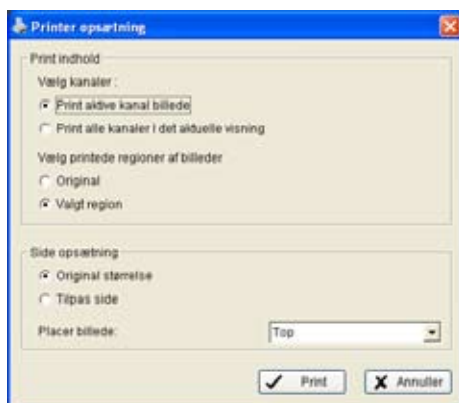 Printer opsætning
Print indhold
Vælg kanaler :
Print aktive kanal billede
Print alle kanaler i det aktuelle visning
Vælg printede regioner af billeder
Original
Valgt region
Side opsætning
Original størrelse
Tilpas side
Placer billede: Top
Print Annuller